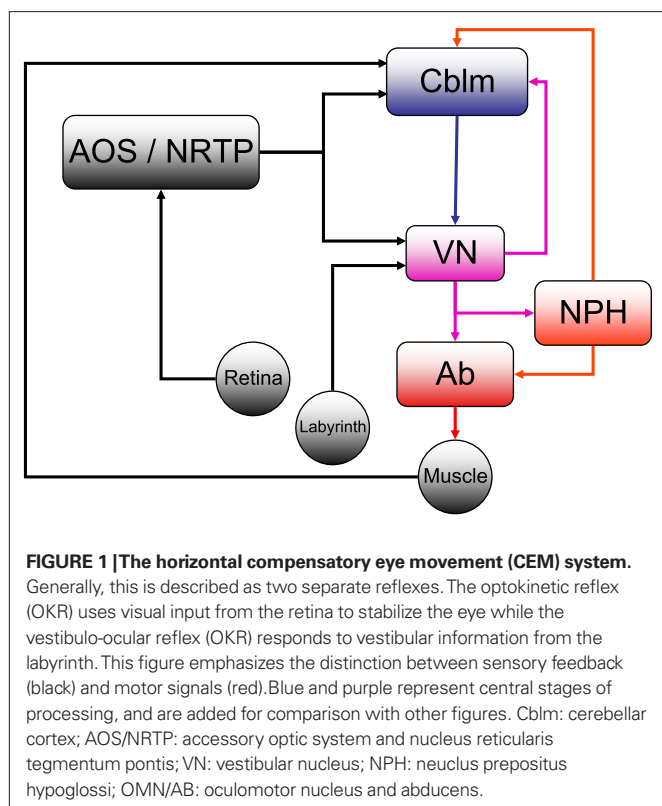 Cblm
AOS / NRTP
VN
NPH
Retina
Ab
Labyrinth
Muscle
FIGURE 1 | The horizontal compensatory eye movement (CEM) system.
Generally, this is described as two separate reflexes. The optokinetic reflex
(OKR) uses visual input from the retina to stabilize the eye while the
vestibulo-ocular reflex (OKR) responds to vestibular information from the
labyrinth. This figure emphasizes the distinction between sensory feedback
(black) and motor signals (red).Blue and purple represent central stages of
processing, and are added for comparison with other figures. Cblm: cerebellar
cortex; AOS/NRTP: accessory optic system and nucleus reticularis
tegmentum pontis; VN: vestibular nucleus; NPH: neuclus prepositus
hypoglossi; OMN/AB: oculomotor nucleus and abducens.